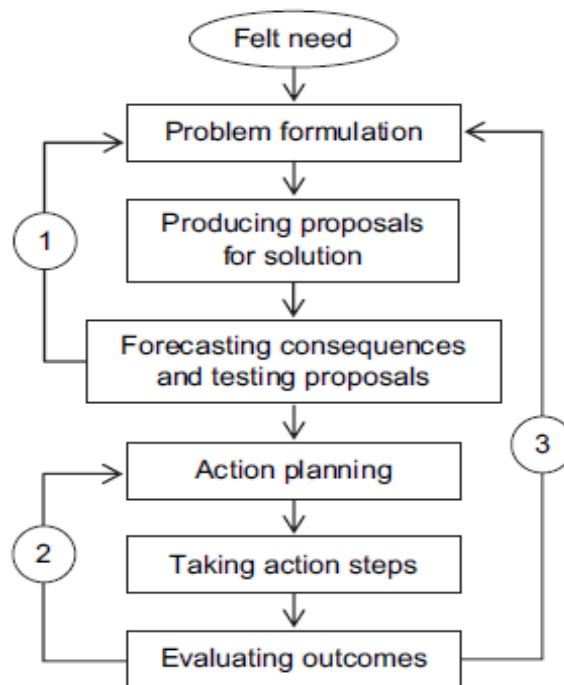 Felt need
Problem formulation
1
Producing proposals
for solution
Forecasting consequences
and testing proposals
3
Action planning
2
Taking action steps
Evaluating outcomes